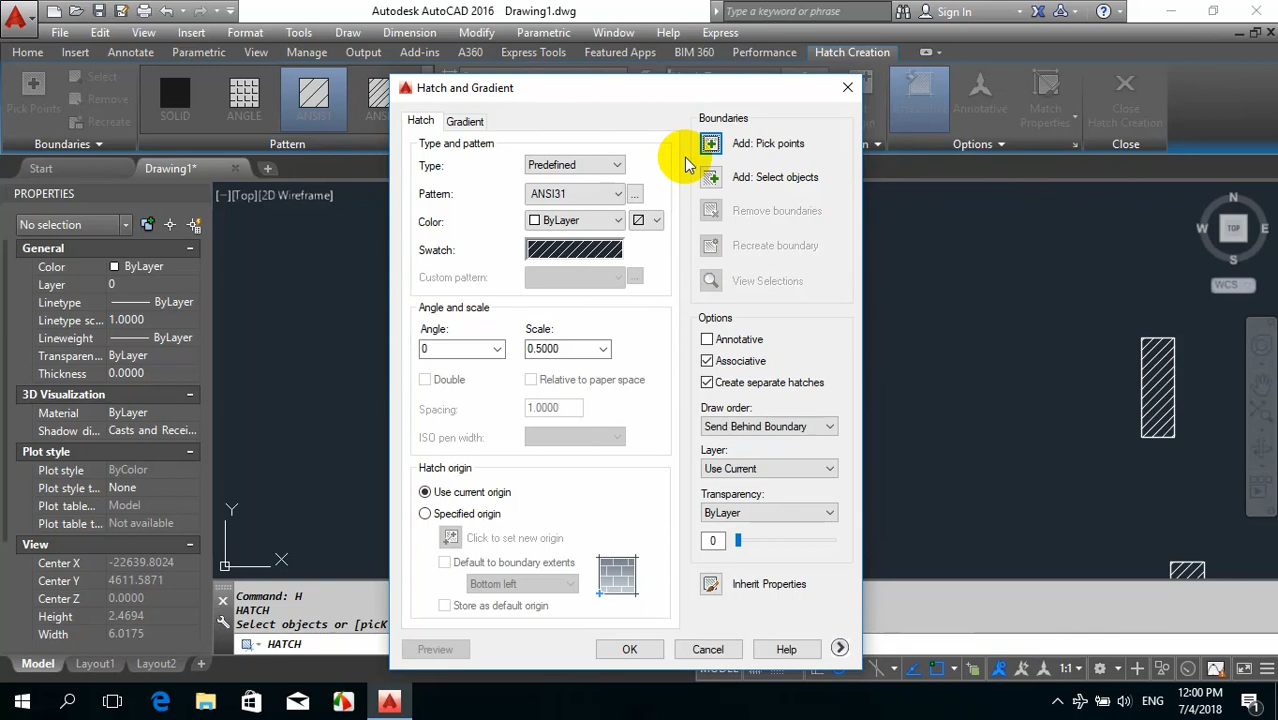 Autodesk AutoCAD 2016 Drawing1.dwg
Type a keyword or phrase
Sign In
File Edit View Insert Format Tools Draw Dimension Modify Parametric Window Help Express
Home Insert Annotate Parametric View Manage Output Add-ins A360 Express Tools Featured Apps BIM 360 Performance Hatch Creation
Pick Points
Select
Remove
Recreate
SOLID
ANGLE
ANSI31
Annotative
Match
Properties
Close
Hatch Creation
Boundaries
Pattern
Options
Close
Start
Drawing1*
PROPERTIES
No selection
General
Color ByLayer
Layer 0
Linetype ByLayer
Linetype sc... 1.0000
Lineweight ByLayer
Transparen... ByLayer
Thickness 0.0000
3D Visualization
Material ByLayer
Shadow di... Casts and Recei...
Plot style
Plot style ByColor
Plot style t... None
Plot table... Model
Plot table t... Not available
View
Center X -22639.8024
Center Y 4611.5871
Center Z 0.0000
Height 2.4694
Width 6.0175
[−][Top][2D Wireframe]
Y
X
N
W TOP E
S
WCS
Hatch and Gradient
Hatch
Gradient
Type and pattern
Type: Predefined
Pattern: ANSI31 ...
Color: ByLayer
Swatch:
Custom pattern: ...
Angle and scale
Angle: Scale:
0 0.5000
Double
Relative to paper space
Spacing: 1.0000
ISO pen width:
Hatch origin
Use current origin
Specified origin
Click to set new origin
Default to boundary extents
Bottom left
Store as default origin
Boundaries
Add: Pick points
Add: Select objects
Remove boundaries
Recreate boundary
View Selections
Options
Annotative
Associative
Create separate hatches
Draw order:
Send Behind Boundary
Layer:
Use Current
Transparency:
ByLayer
0
Inherit Properties
Preview
OK
Cancel
Help
Command: H
HATCH
Select objects or [picK
HATCH
Model Layout1 Layout2 +
MODEL
1:1
ENG
12:00 PM
7/4/2018
1